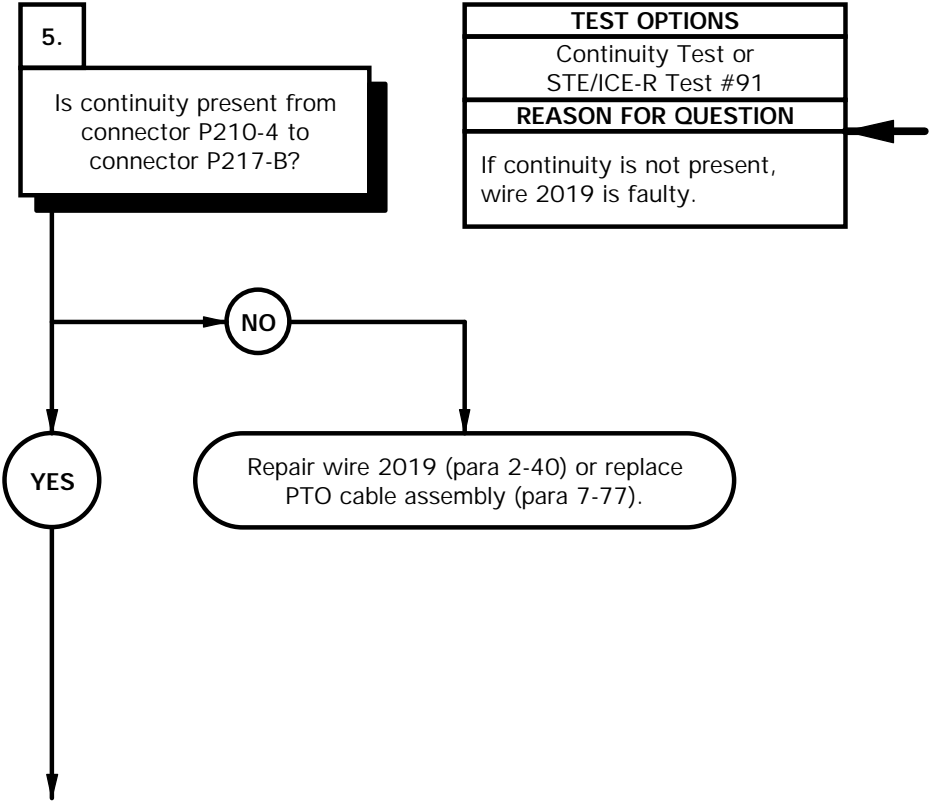 5.
Is continuity present from
connector P210-4 to
connector P217-B?
TEST OPTIONS
Continuity Test or
STE/ICE-R Test #91
REASON FOR QUESTION
If continuity is not present,
wire 2019 is faulty.
NO
YES
Repair wire 2019 (para 2-40) or replace
PTO cable assembly (para 7-77).